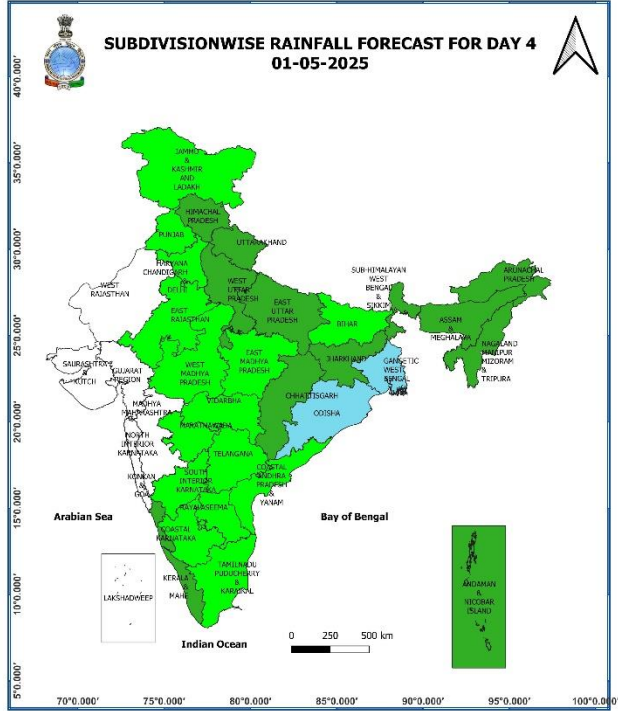 SUBDIVISIONWISE RAINFALL FORECAST FOR DAY 4
01-05-2025
40°0.000'
35°0.000'
30°0.000'
25°0.000'
20°0.000'
15°0.000'
10°0.000'
5°0.000'
JAMMU
&
KASHMIR
AND
LADAKH
HIMACHAL
PRADESH
PUNJAB
UTTARAKHAND
HARYANA
CHANDIGARH
&
DELHI
WEST
RAJASTHAN
WEST
UTTAR
PRADESH
EAST
UTTAR
PRADESH
SUB-HIMALAYAN
WEST
BENGAL
&
SIKKIM
ARUNACHAL
PRADESH
EAST
RAJASTHAN
BIHAR
ASSAM
&
MEGHALAYA
NAGALAND
MANIPUR
MIZORAM
&
TRIPURA
SAURASHTRA
&
KUTCH
GUJARAT
REGION
WEST
MADHYA
PRADESH
EAST
MADHYA
PRADESH
JHARKHAND
GANGETIC
WEST
BENGAL
CHHATTISGARH
ODISHA
MADHYA
MAHARASHTRA
VIDARBHA
MARATHAWADA
NORTH
INTERIOR
KARNATAKA
TELANGANA
KONKAN
&
GOA
SOUTH
INTERIOR
KARNATAKA
COASTAL
ANDHRA
PRADESH
&
YANAM
RAYALASEEMA
Arabian Sea
Bay of Bengal
COASTAL
KARNATAKA
TAMILNADU
PUDUCHERRY
&
KARAIKAL
KERALA
&
MAHE
LAKSHADWEEP
ANDAMAN
&
NICOBAR
ISLAND
Indian Ocean
0 250 500 km
70°0.000' 75°0.000' 80°0.000' 85°0.000' 90°0.000' 95°0.000' 100°0.000'